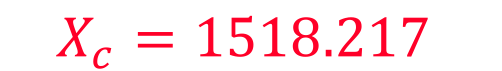 X_c = 1518.217